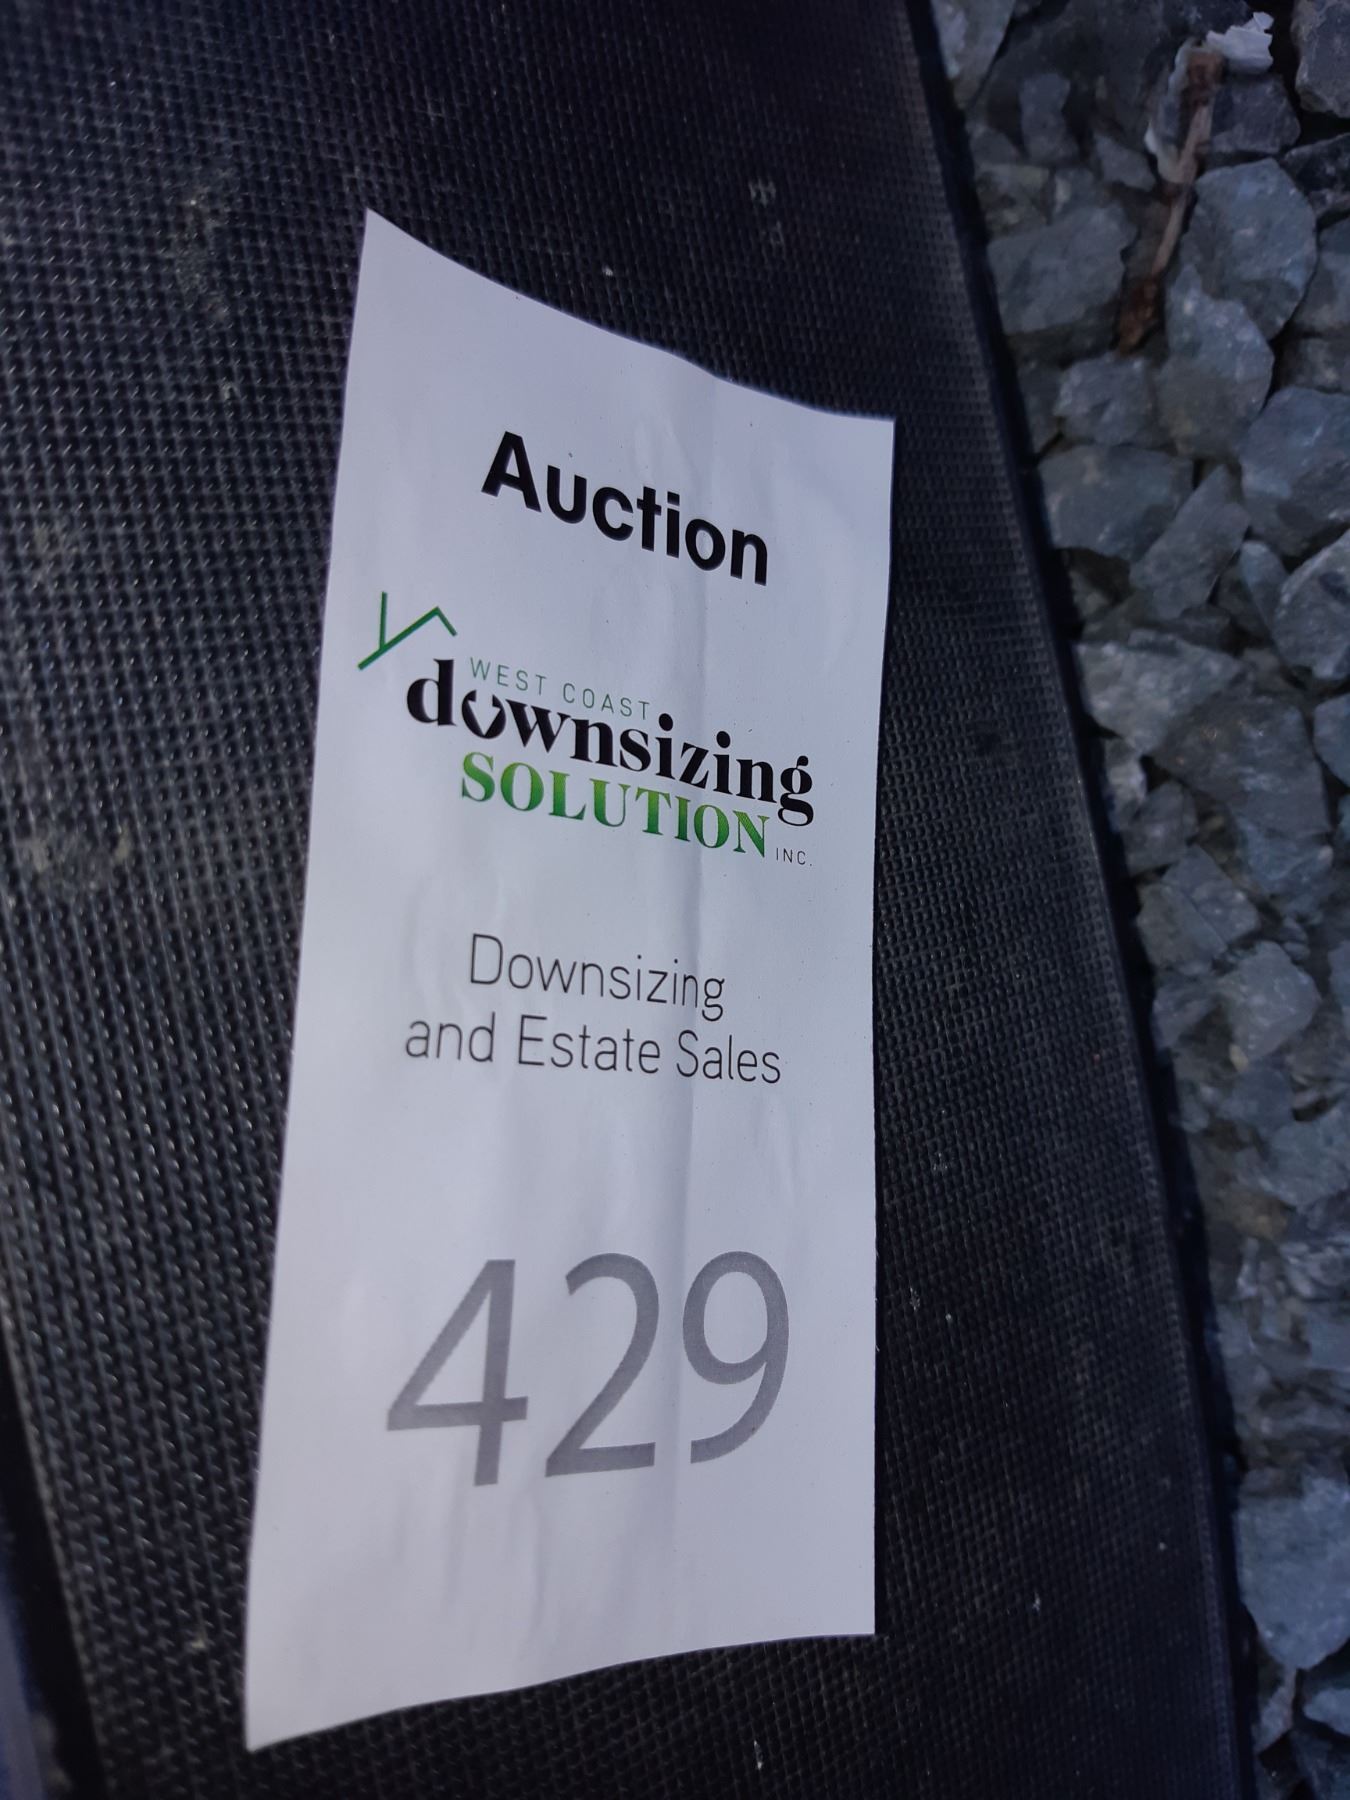 Auction
WEST COAST
downsizing
SOLUTION INC.
Downsizing
and Estate Sales
429